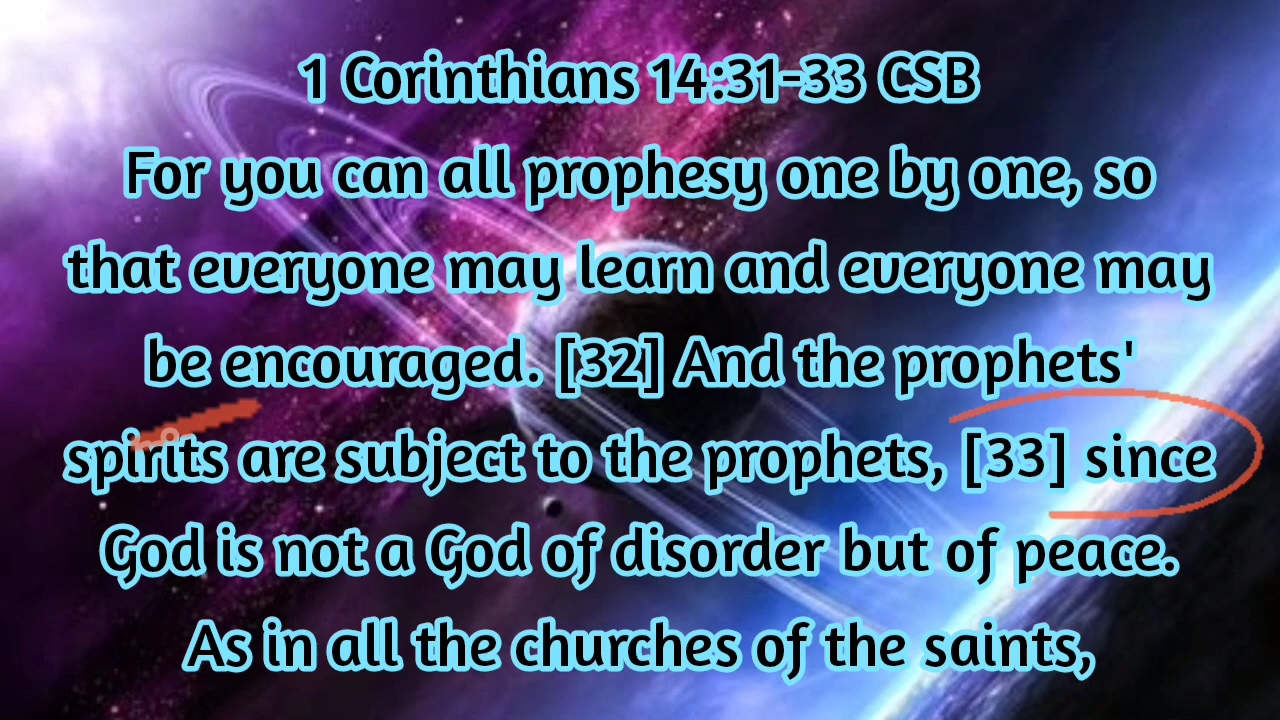 1 Corinthians 14:31-33 CSB
For you can all prophesy one by one, so
that everyone may learn and everyone may
be encouraged. [32] And the prophets'
spirits are subject to the prophets, [33] since
God is not a God of disorder but of peace.
As in all the churches of the saints,